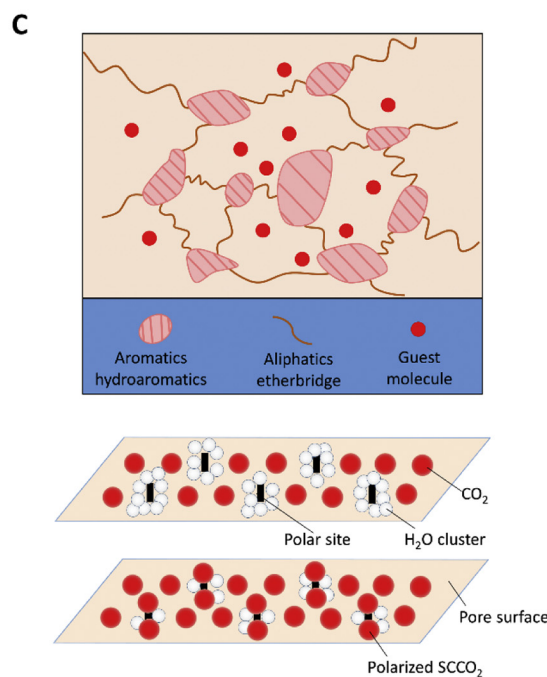 C
Aromatics
hydroaromatics
Aliphatics
etherbridge
Guest
molecule
CO₂
Polar site
H₂O cluster
Pore surface
Polarized SCCO₂